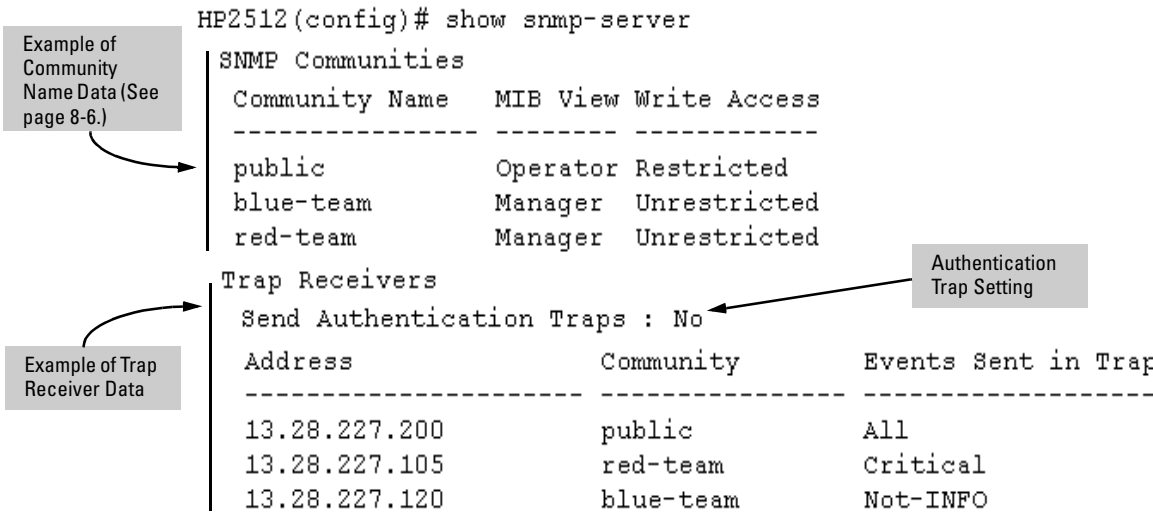 HP2512(config)# show snmp-server
Example of
Community
Name Data (See
page 8-6.)
SNMP Communities
Community Name MIB View Write Access
---------------- -------- ------------
public Operator Restricted
blue-team Manager Unrestricted
red-team Manager Unrestricted
Authentication
Trap Setting
Trap Receivers
Send Authentication Traps : No
Example of Trap
Receiver Data
Address Community Events Sent in Trap
---------------------- ---------------- -------------------
13.28.227.200 public All
13.28.227.105 red-team Critical
13.28.227.120 blue-team Not-INFO